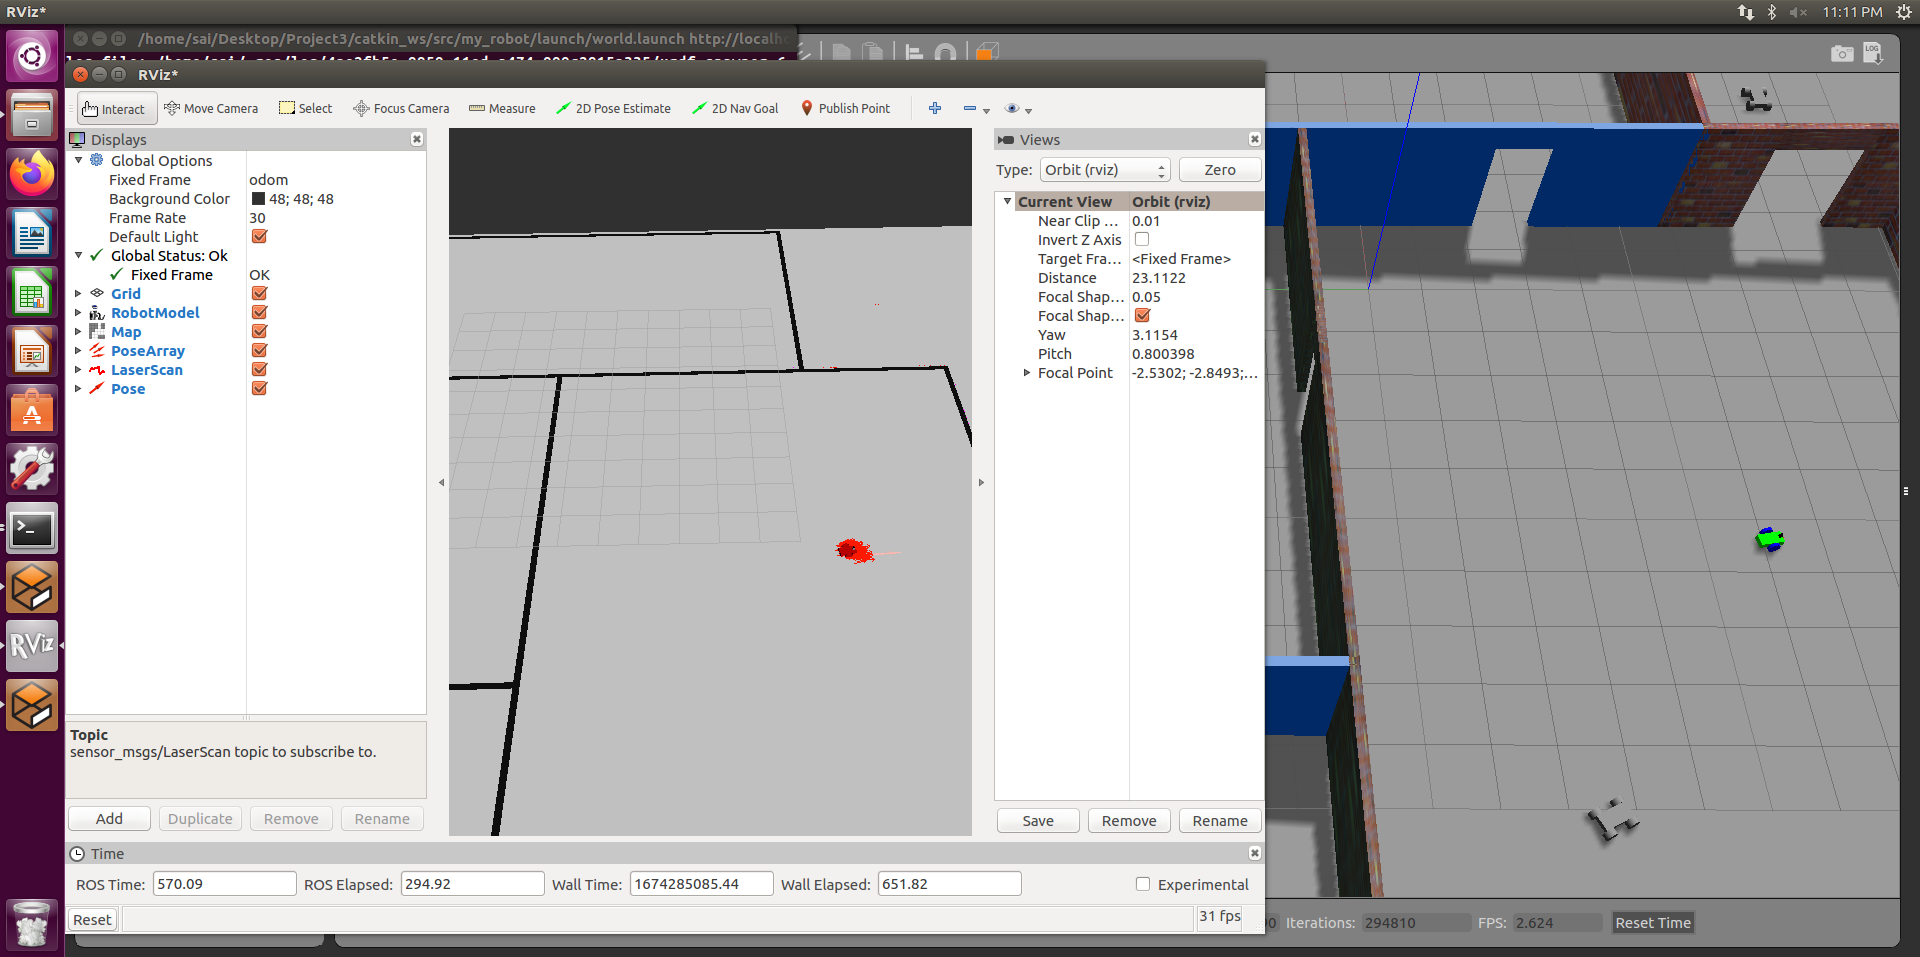 RViz*
11:11 PM
/home/sai/Desktop/Project3/catkin_ws/src/my_robot/launch/world.launch http://localh
RViz*
Interact
Move Camera
Select
Focus Camera
Measure
2D Pose Estimate
2D Nav Goal
Publish Point
LOG
Displays
Global Options
Fixed Frame odom
Background Color 48; 48; 48
Frame Rate 30
Default Light
Global Status: Ok
Fixed Frame OK
Grid
RobotModel
Map
PoseArray
LaserScan
Pose
Topic
sensor_msgs/LaserScan topic to subscribe to.
Add Duplicate Remove Rename
Views
Type: Orbit (rviz) Zero
Current View Orbit (rviz)
Near Clip ... 0.01
Invert Z Axis
Target Fra... <Fixed Frame>
Distance 23.1122
Focal Shap... 0.05
Focal Shap...
Yaw 3.1154
Pitch 0.800398
Focal Point -2.5302; -2.8493;...
Save Remove Rename
Time
ROS Time: 570.09 ROS Elapsed: 294.92 Wall Time: 1674285085.44 Wall Elapsed: 651.82 Experimental
Reset
31 fps
Iterations: 294810 FPS: 2.624 Reset Time
RViz